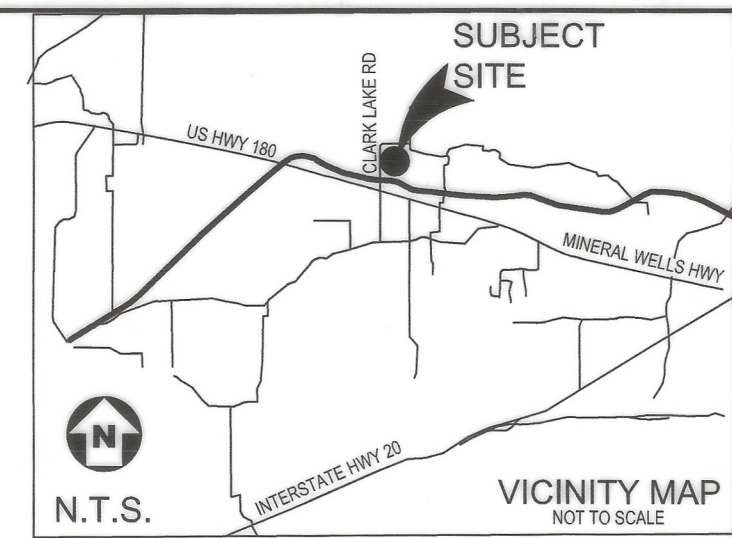 SUBJECT
SITE
CLARK LAKE RD
US HWY 180
MINERAL WELLS HWY
INTERSTATE HWY 20
N
N.T.S.
VICINITY MAP
NOT TO SCALE